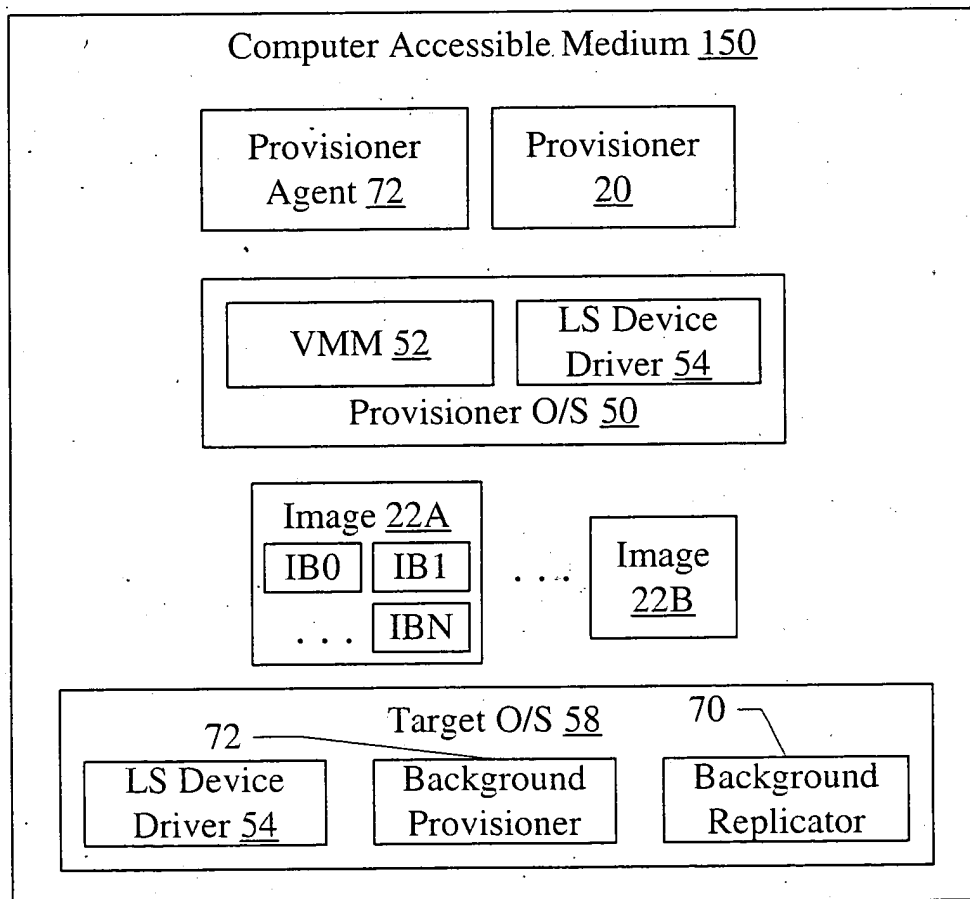 Computer Accessible Medium 150
Provisioner
Agent 72
Provisioner
20
VMM 52
LS Device
Driver 54
Provisioner O/S 50
Image 22A
IB0
IB1
. . .
IBN
. . .
Image
22B
Target O/S 58
72
70
LS Device
Driver 54
Background
Provisioner
Background
Replicator